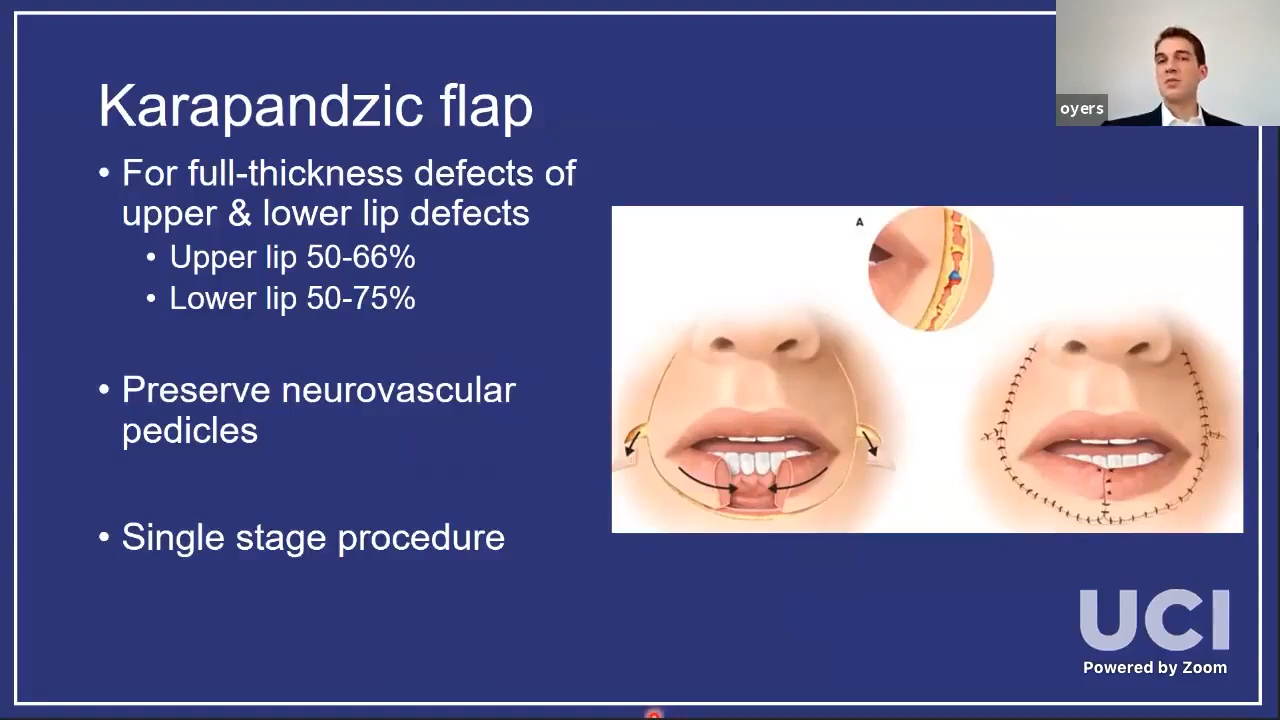 oyers
Karapandzic flap
• For full-thickness defects of
upper & lower lip defects
• Upper lip 50-66%
• Lower lip 50-75%
• Preserve neurovascular
pedicles
• Single stage procedure
A
UCI
Powered by Zoom